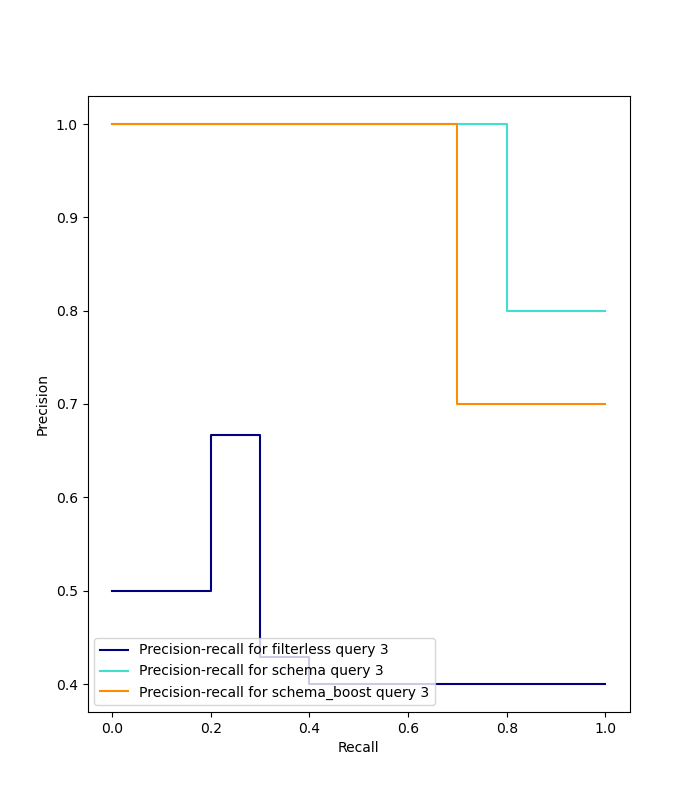 1.0
0.9
0.8
0.7
0.6
0.5
0.4
Precision
Precision-recall for filterless query 3
Precision-recall for schema query 3
Precision-recall for schema_boost query 3
0.0 0.2 0.4 0.6 0.8 1.0
Recall